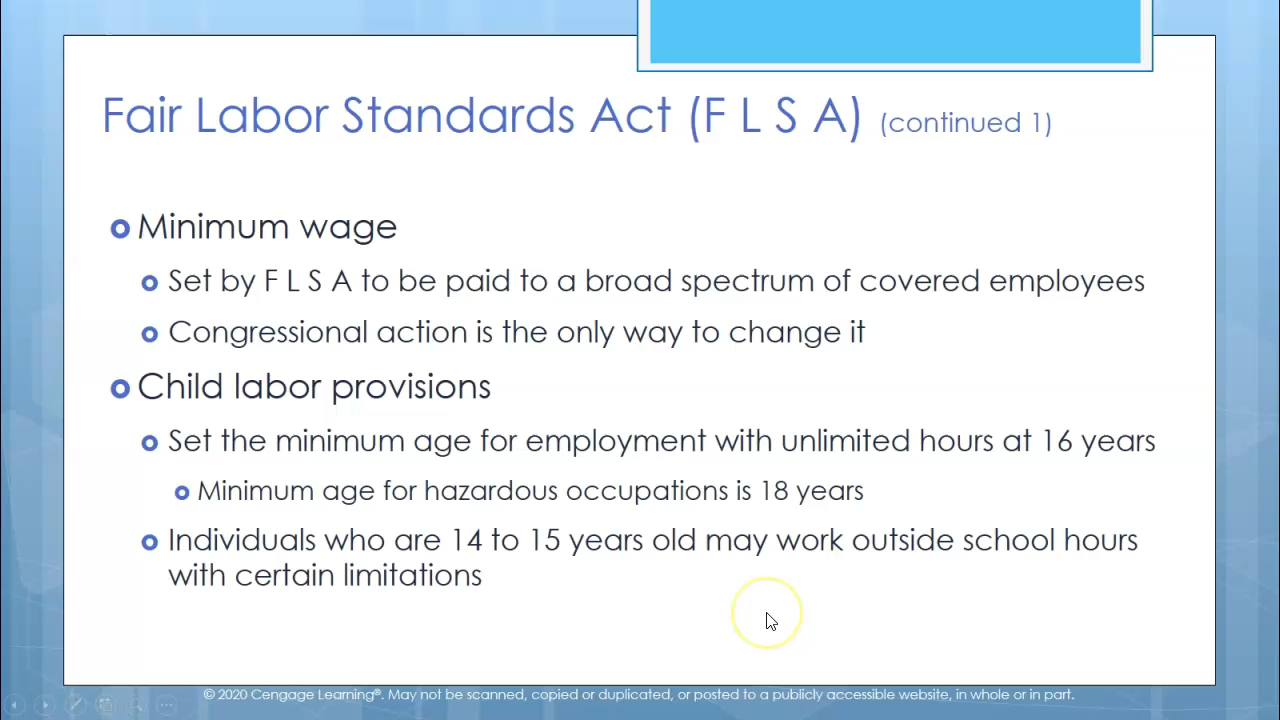 Fair Labor Standards Act (F L S A) (continued 1)
Minimum wage
Set by F L S A to be paid to a broad spectrum of covered employees
Congressional action is the only way to change it
Child labor provisions
Set the minimum age for employment with unlimited hours at 16 years
Minimum age for hazardous occupations is 18 years
Individuals who are 14 to 15 years old may work outside school hours
with certain limitations
© 2020 Cengage Learning®. May not be scanned, copied or duplicated, or posted to a publicly accessible website, in whole or in part.